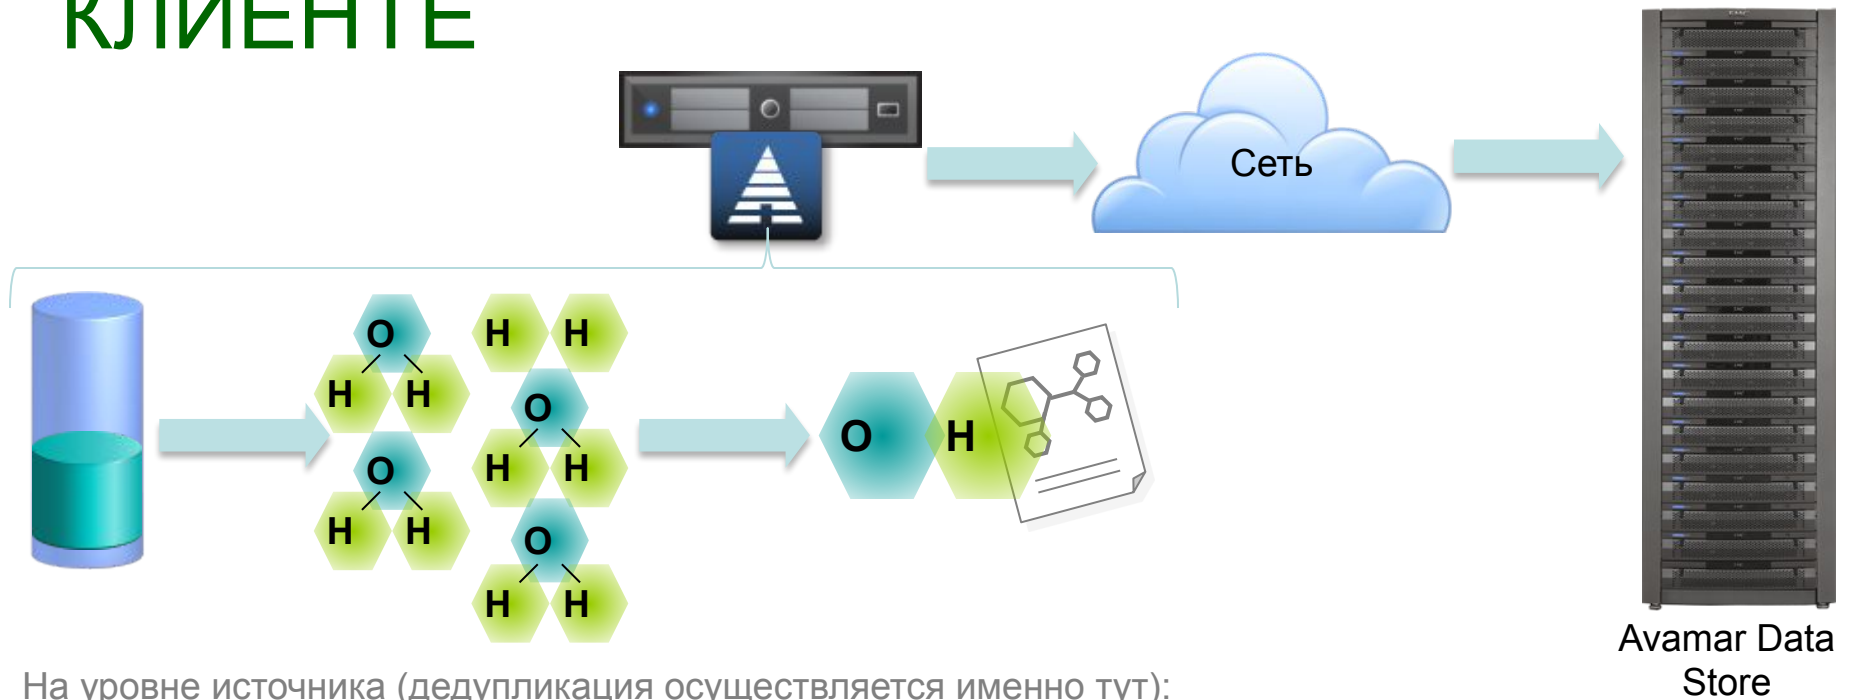 КЛИЕНТЕ
Сеть
O
H H
H H
O
H H
O
H H
O
H H
O
H H
O H
Avamar Data
Store
На уровне источника (дедупликация осуществляется именно тут):